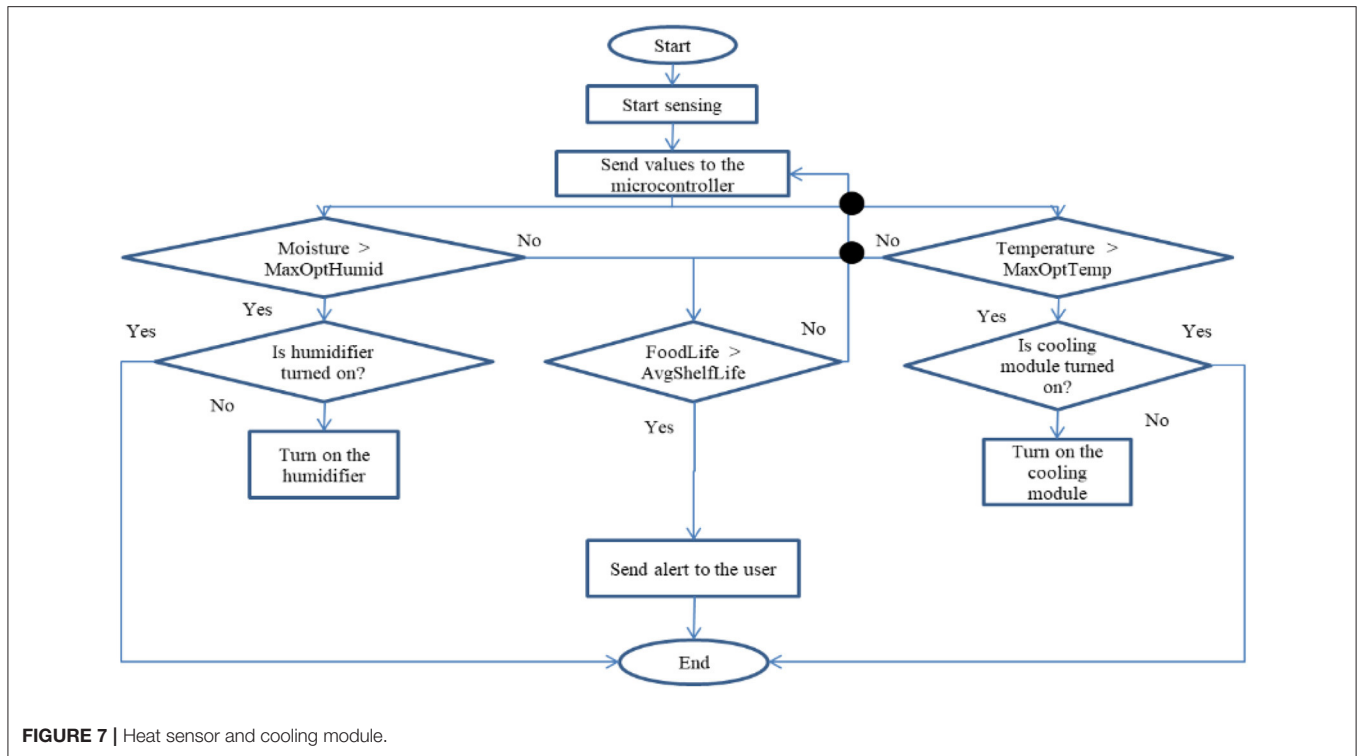 Start
Start sensing
Send values to the
microcontroller
Moisture >
MaxOptHumid
No
No
Temperature >
MaxOptTemp
Yes
Yes
Is humidifier
turned on?
No
FoodLife >
AvgShelfLife
No
Yes
Yes
Yes
Is cooling
module turned
on?
No
Turn on the
humidifier
Turn on the
cooling
module
Send alert to the user
End
FIGURE 7 | Heat sensor and cooling module.